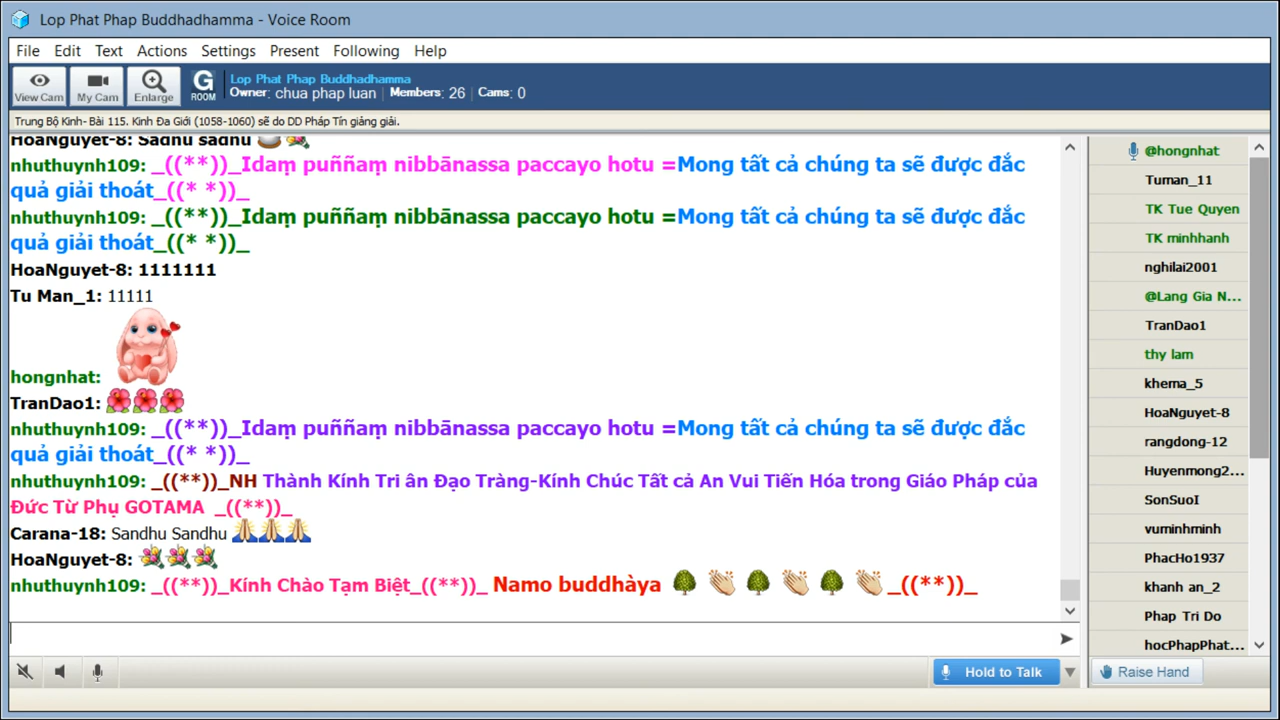 Lop Phat Phap Buddhadhamma - Voice Room
File Edit Text Actions Settings Present Following Help
View Cam My Cam Enlarge G ROOM
Lop Phat Phap Buddhadhamma
Owner: chua phap luan | Members: 26 | Cams: 0
Trung Bộ Kinh- Bài 115. Kinh Đa Giới (1058-1060) sẽ do DD Pháp Tín giảng giải.
HoaNguyet-8: Sadhu sadhu
nhuthuynh109: _((**))_Idaṃ puññaṃ nibbānassa paccayo hotu =Mong tất cả chúng ta sẽ được đắc
quả giải thoát_((* *))_
nhuthuynh109: _((**))_Idaṃ puññaṃ nibbānassa paccayo hotu =Mong tất cả chúng ta sẽ được đắc
quả giải thoát_((* *))_
HoaNguyet-8: 1111111
Tu Man_1: 11111
hongnhat:
TranDao1:
nhuthuynh109: _((**))_Idaṃ puññaṃ nibbānassa paccayo hotu =Mong tất cả chúng ta sẽ được đắc
quả giải thoát_((* *))_
nhuthuynh109: _((**))_NH Thành Kính Tri ân Đạo Tràng-Kính Chúc Tất cả An Vui Tiến Hóa trong Giáo Pháp của
Đức Từ Phụ GOTAMA _((**))_
Carana-18: Sandhu Sandhu
HoaNguyet-8:
nhuthuynh109: _((**))_Kính Chào Tạm Biệt_((**))_ Namo buddhàya _((**))_
@hongnhat
Tuman_11
TK Tue Quyen
TK minhhanh
nghilai2001
@Lang Gia N...
TranDao1
thy lam
khema_5
HoaNguyet-8
rangdong-12
Huyenmong2...
SonSuoI
vuminhminh
PhacHo1937
khanh an_2
Phap Tri Do
hocPhapPhat...
Hold to Talk
Raise Hand